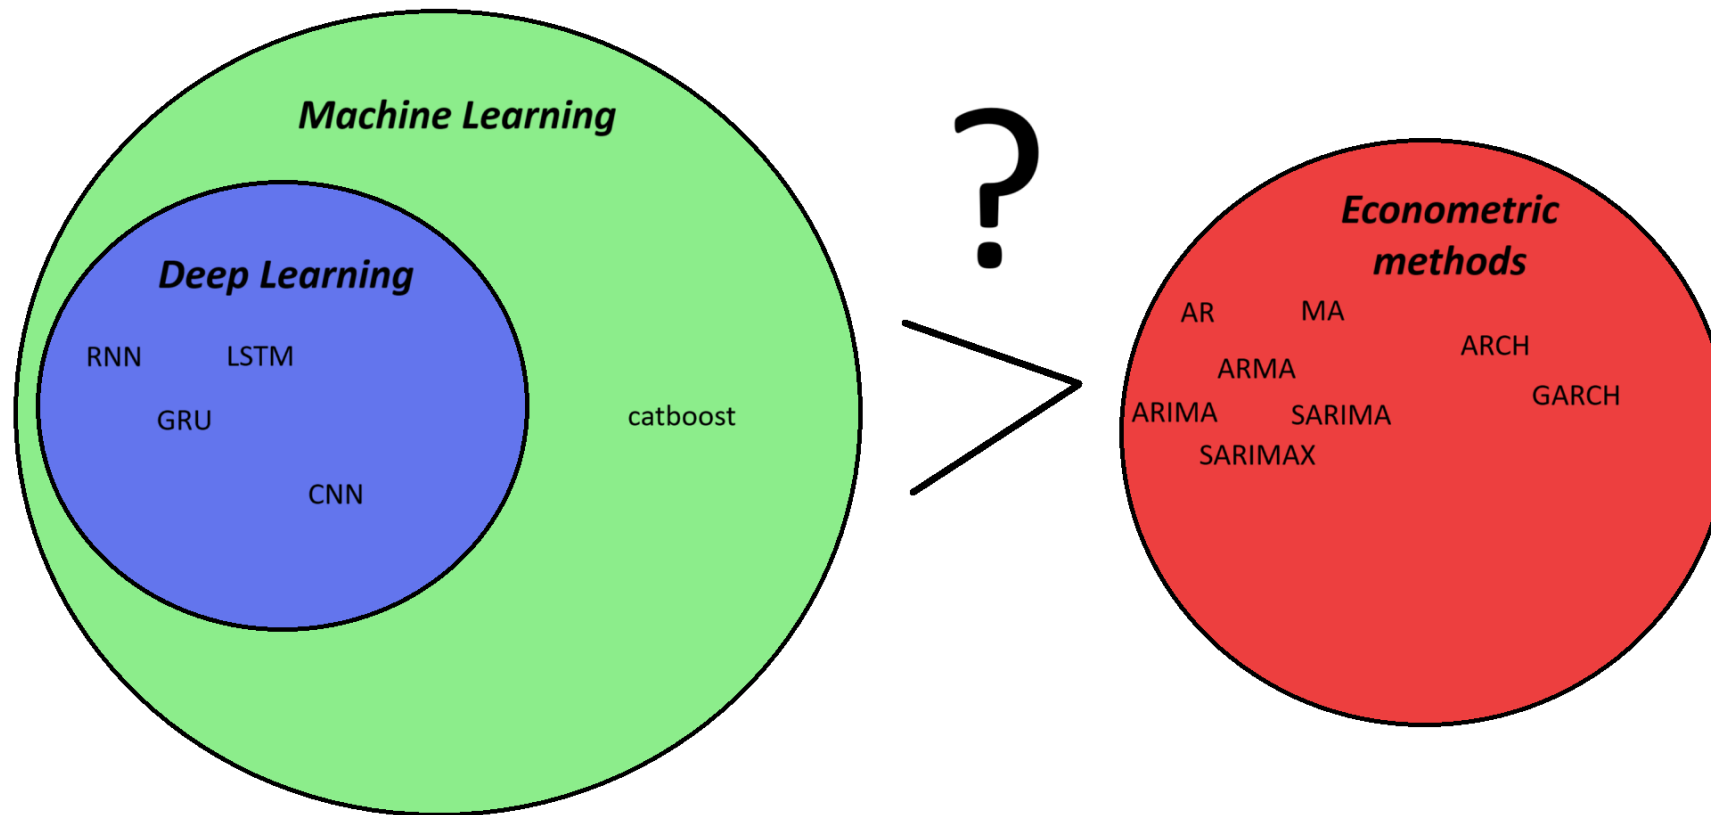 Machine Learning
Deep Learning
RNN
LSTM
GRU
CNN
catboost
?
>
Econometric
methods
AR
MA
ARCH
ARMA
GARCH
ARIMA
SARIMA
SARIMAX